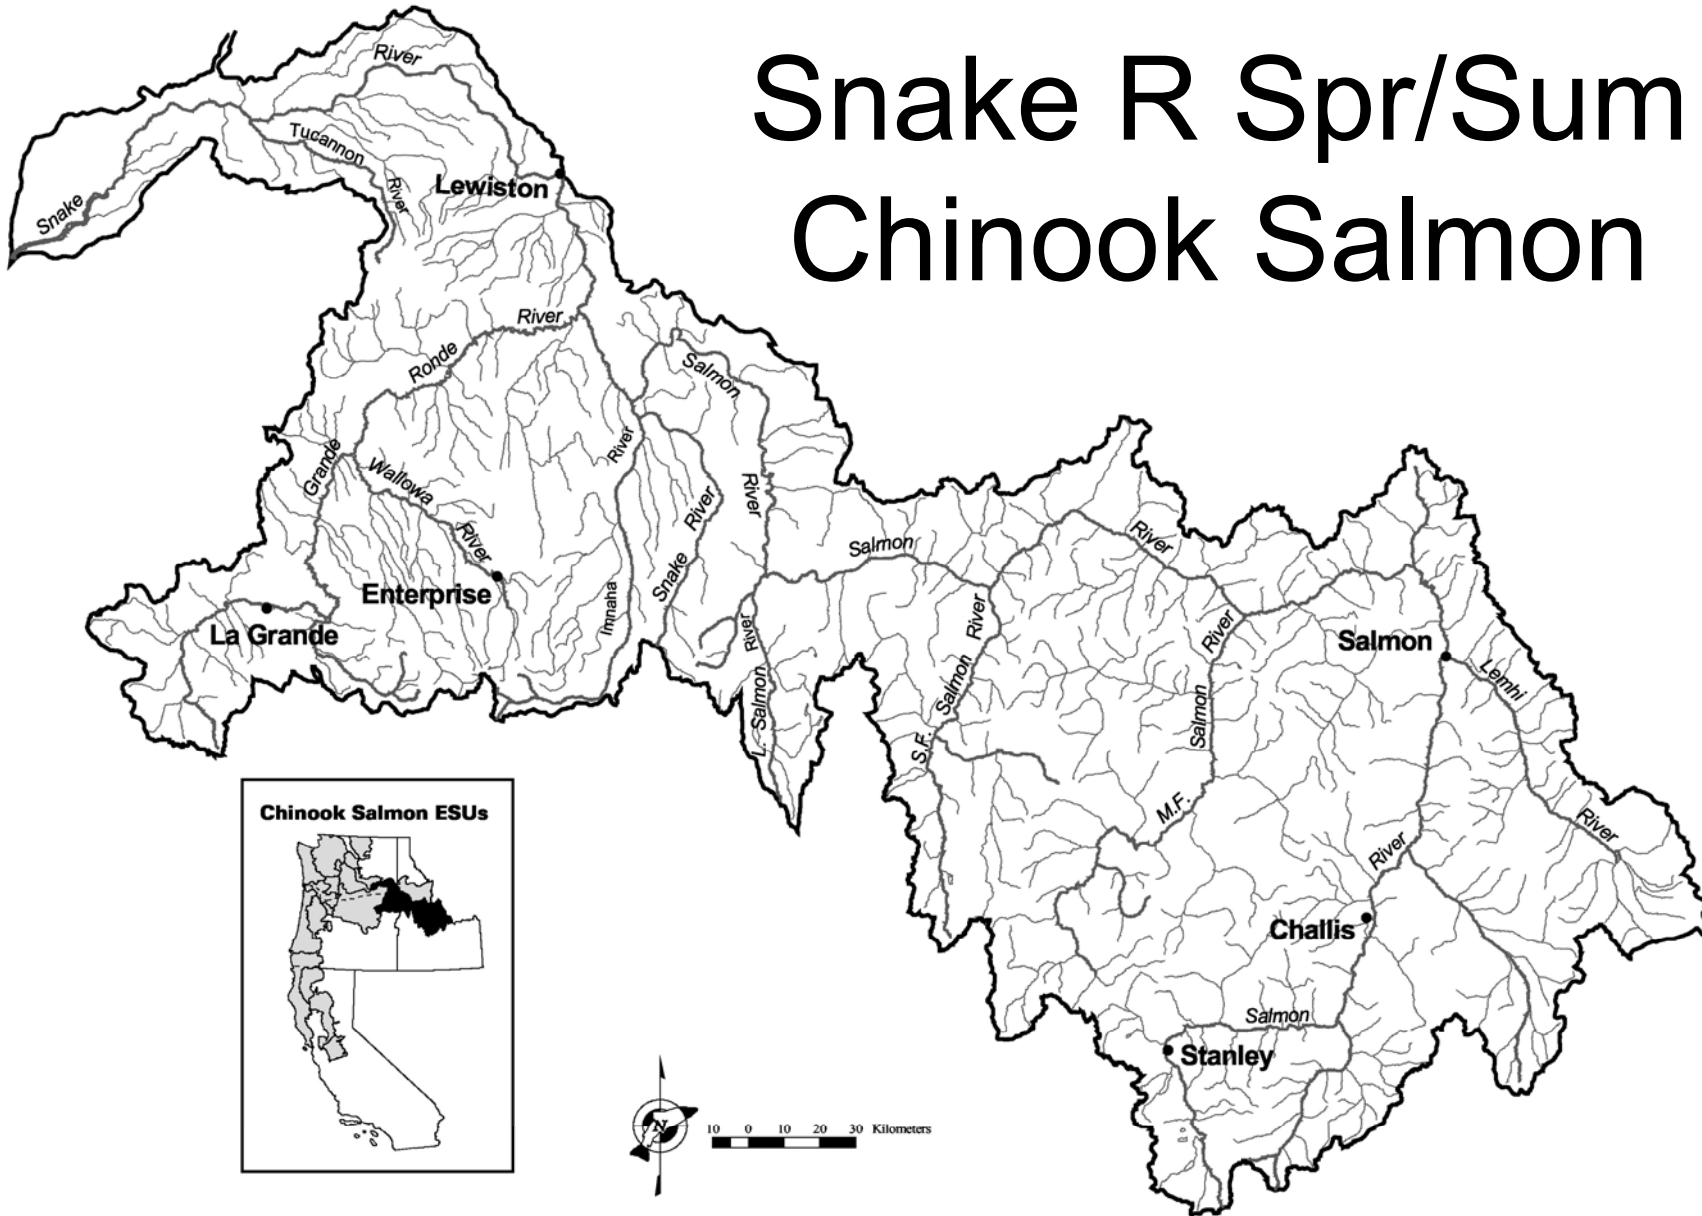 Snake R Spr/Sum
Chinook Salmon
River
Tucannon
River
Lewiston
Snake
River
Ronde
Salmon
Grande
River
Wallowa
River
River
River
River
Salmon
River
Snake
Enterprise
Imnaha
La Grande
River
River
River
Salmon
Lemhi
Salmon
L. Salmon
Salmon
S.F.
M.F.
River
River
Challis
Salmon
Stanley
Chinook Salmon ESUs
N
10 0 10 20 30 Kilometers